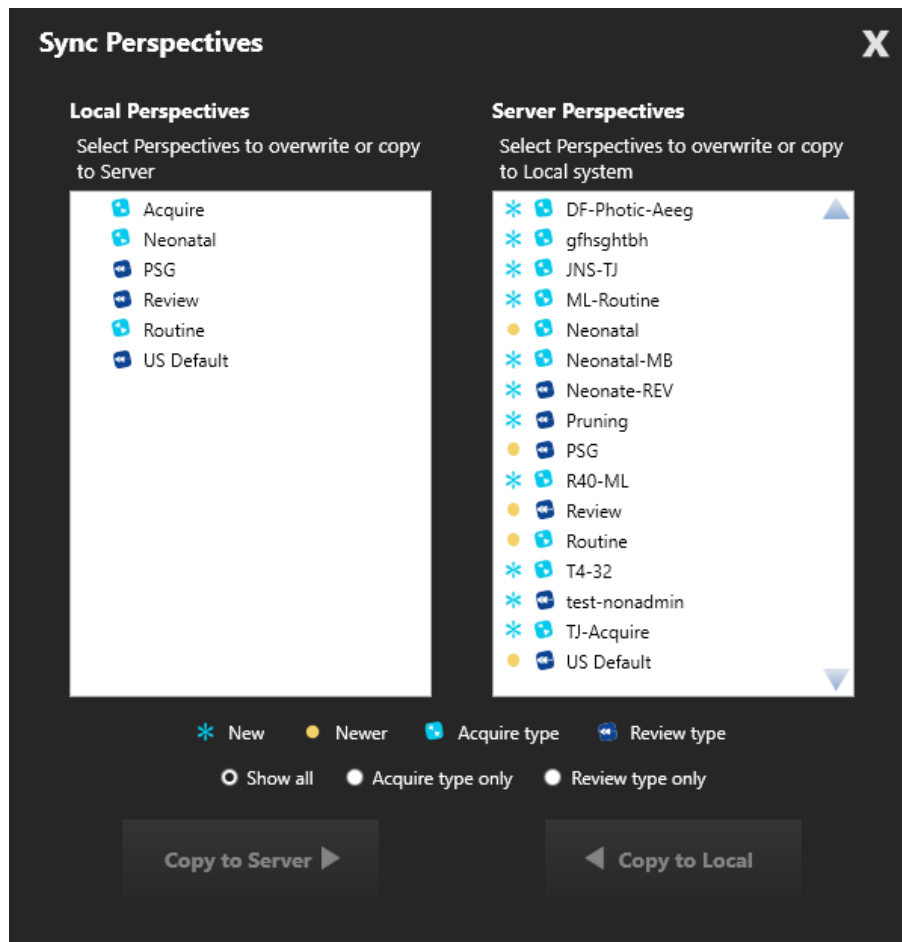 Sync Perspectives
X
Local Perspectives
Select Perspectives to overwrite or copy
to Server
Acquire
Neonatal
PSG
Review
Routine
US Default
Server Perspectives
Select Perspectives to overwrite or copy
to Local system
DF-Photic-Aeeg
gfhsghtbh
JNS-TJ
ML-Routine
Neonatal
Neonatal-MB
Neonate-REV
Pruning
PSG
R40-ML
Review
Routine
T4-32
test-nonadmin
TJ-Acquire
US Default
New Newer Acquire type Review type
Show all Acquire type only Review type only
Copy to Server Copy to Local